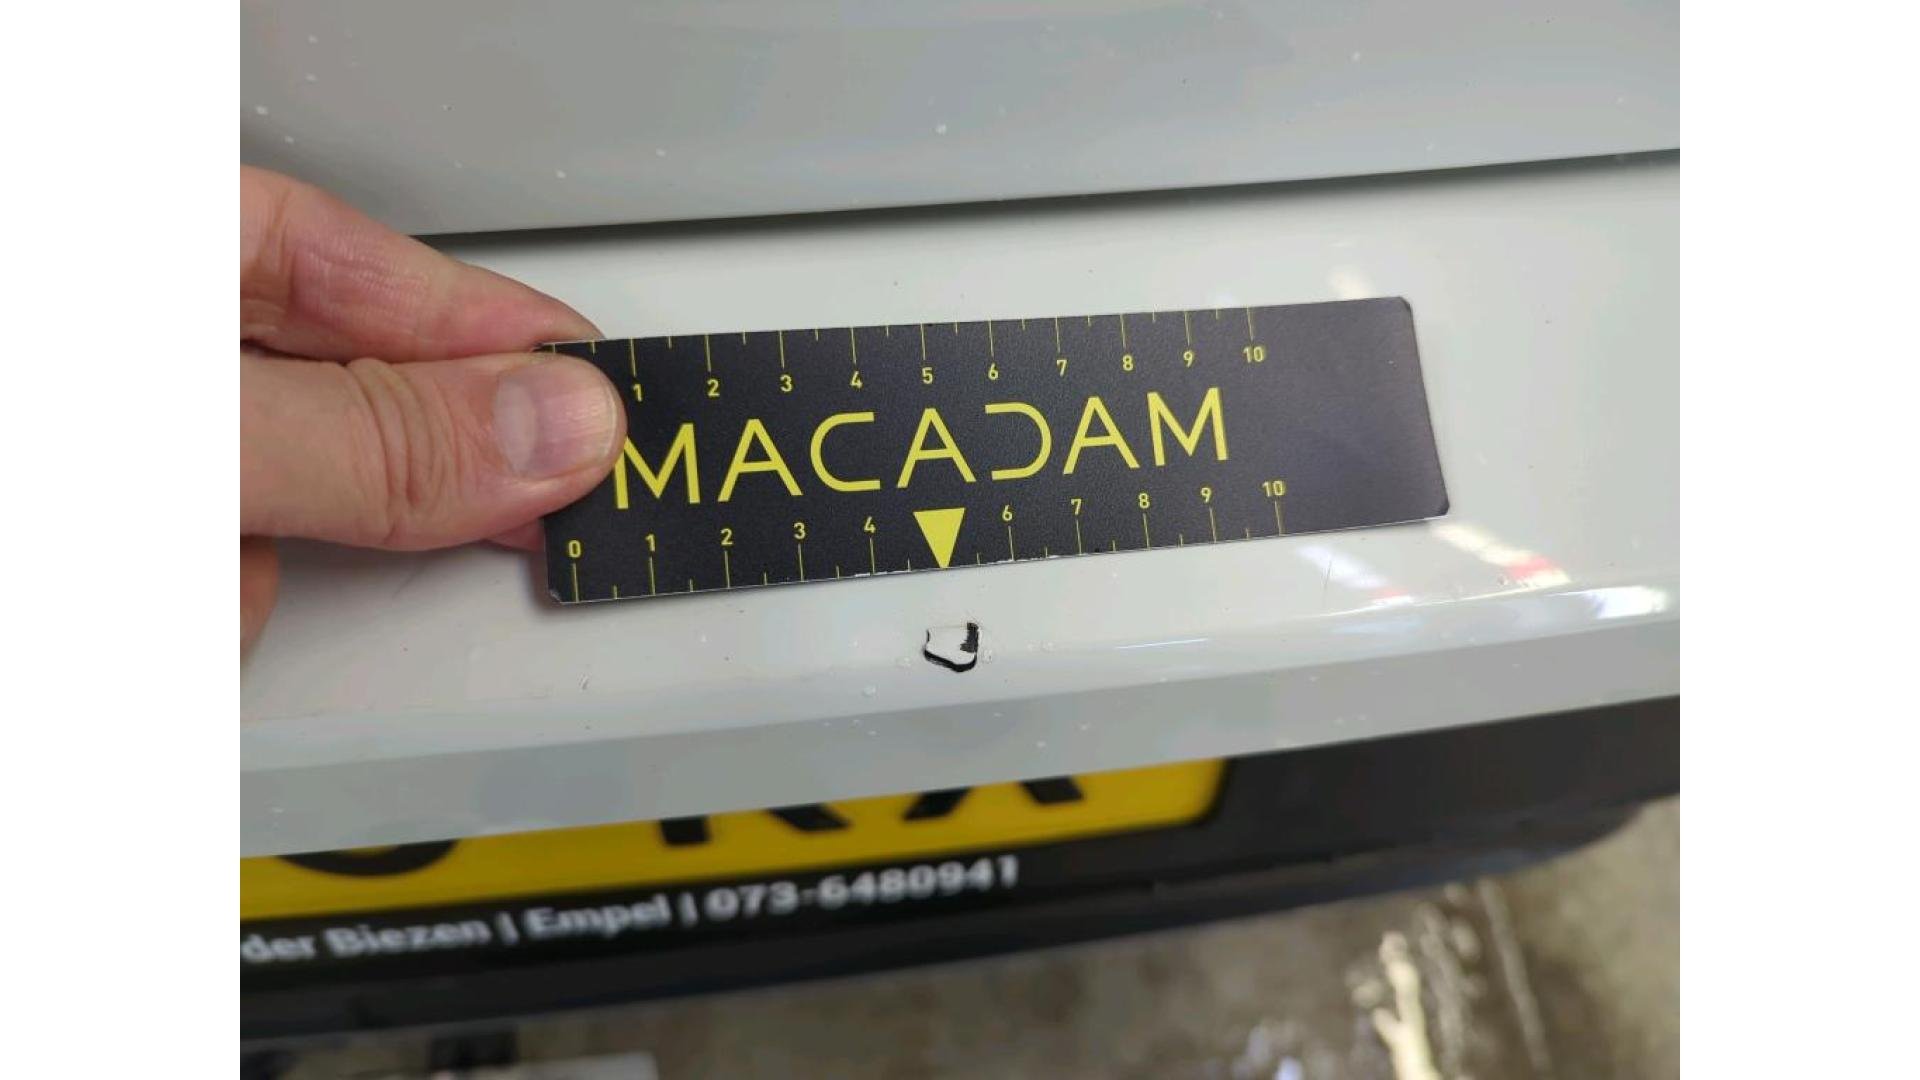 1 2 3 4 5 6 7 8 9 10
MACADAM
0 1 2 3 4 6 7 8 9 10
der Biezen | Empel | 073-6480941